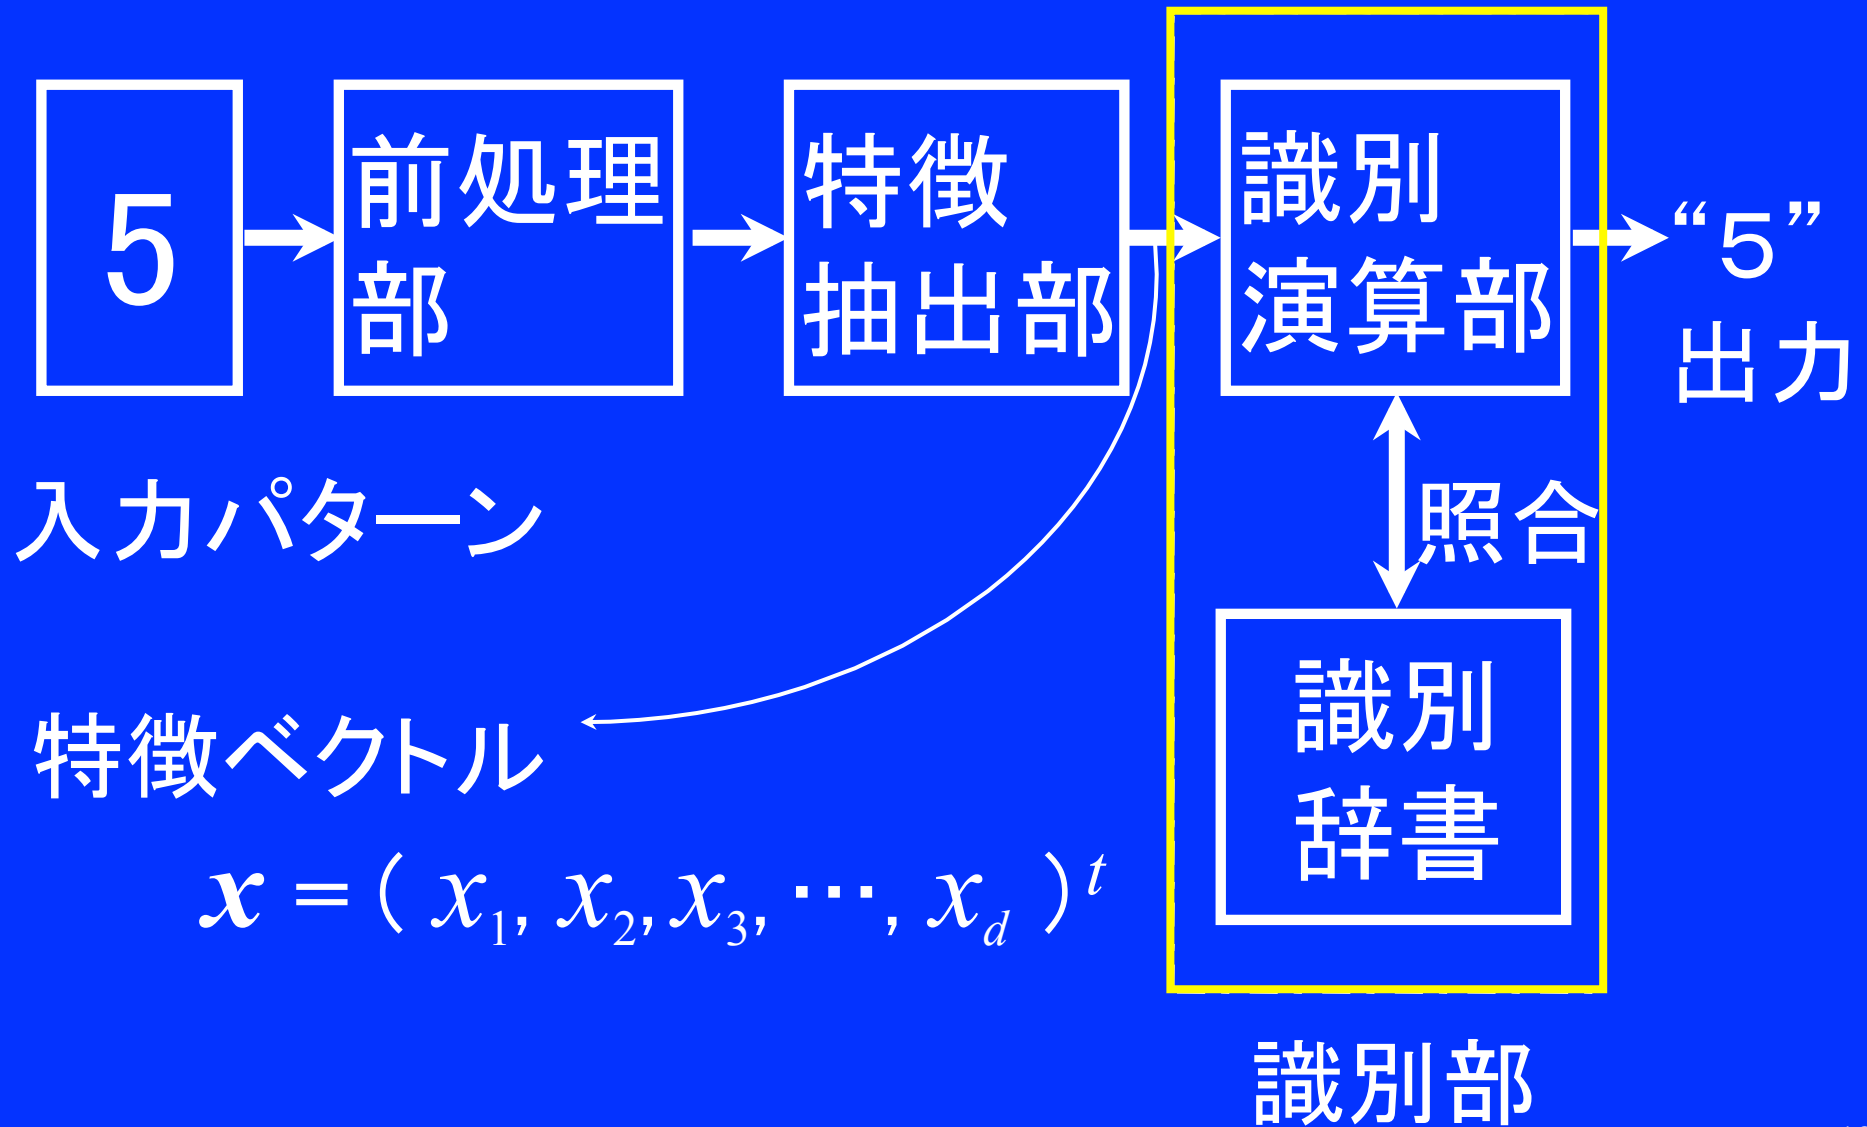 5
前処理
部
特徴
抽出部
識別
演算部
“5”
出力
入力パターン
照合
特徴ベクトル
識別
辞書
x = ( x1, x2, x3, …, xd )t
識別部